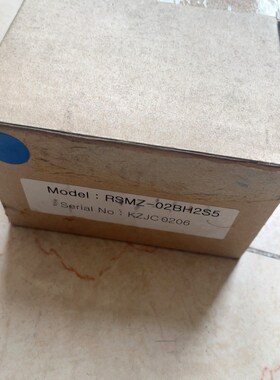 Model : RSMZ-02BH2S5
Serial No : KZJC0206